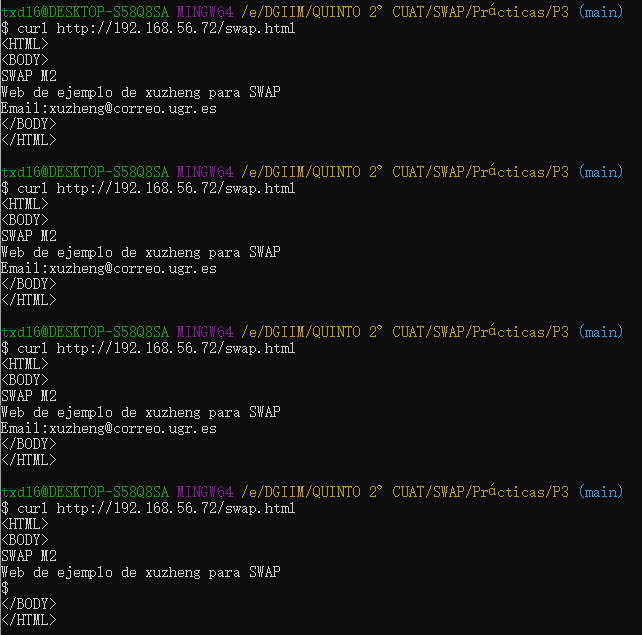 txd16@DESKTOP-S58Q8SA MINGW64 /e/DGIIM/QUINTO 2° CUAT/SWAP/Prácticas/P3 (main)
$ curl http://192.168.56.72/swap.html
<HTML>
<BODY>
SWAP M2
Web de ejemplo de xuzheng para SWAP
Email:xuzheng@correo.ugr.es
</BODY>
</HTML>

txd16@DESKTOP-S58Q8SA MINGW64 /e/DGIIM/QUINTO 2° CUAT/SWAP/Prácticas/P3 (main)
$ curl http://192.168.56.72/swap.html
<HTML>
<BODY>
SWAP M2
Web de ejemplo de xuzheng para SWAP
Email:xuzheng@correo.ugr.es
</BODY>
</HTML>

txd16@DESKTOP-S58Q8SA MINGW64 /e/DGIIM/QUINTO 2° CUAT/SWAP/Prácticas/P3 (main)
$ curl http://192.168.56.72/swap.html
<HTML>
<BODY>
SWAP M2
Web de ejemplo de xuzheng para SWAP
Email:xuzheng@correo.ugr.es
</BODY>
</HTML>

txd16@DESKTOP-S58Q8SA MINGW64 /e/DGIIM/QUINTO 2° CUAT/SWAP/Prácticas/P3 (main)
$ curl http://192.168.56.72/swap.html
<HTML>
<BODY>
SWAP M2
Web de ejemplo de xuzheng para SWAP
$
</BODY>
</HTML>